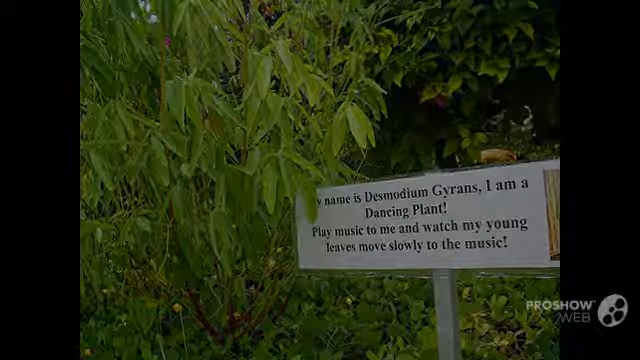 y name is Desmodium Gyrans, I am a
Dancing Plant!
Play music to me and watch my young
leaves move slowly to the music!
PROSHOW
WEB